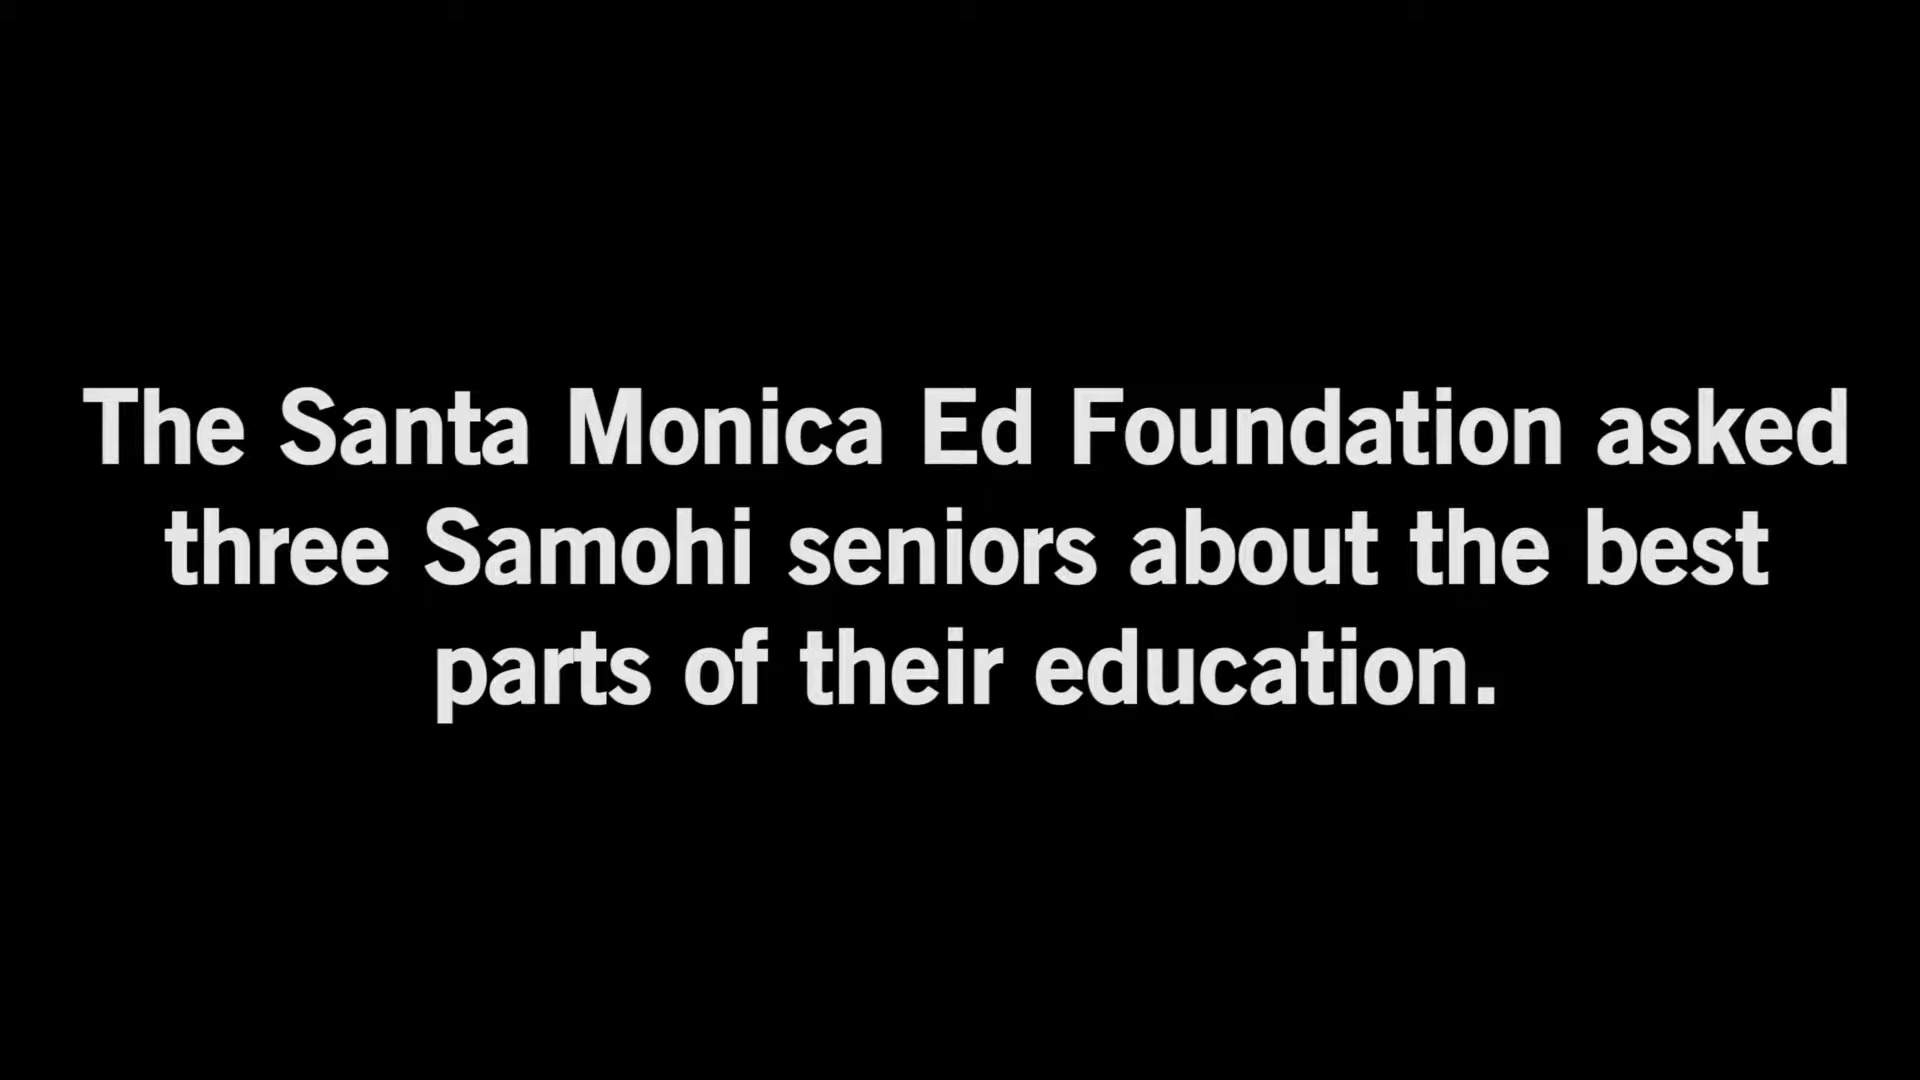 The Santa Monica Ed Foundation asked
three Samohi seniors about the best
parts of their education.